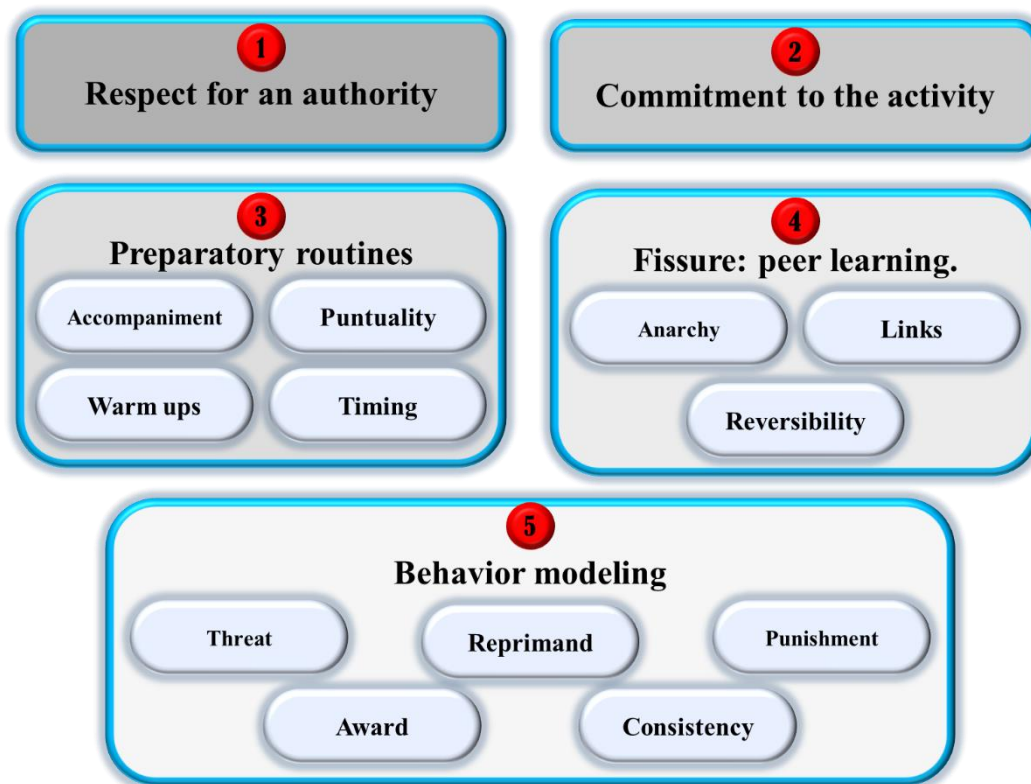 1
Respect for an authority
2
Commitment to the activity
3
Preparatory routines
Accompaniment
Puntuality
Warm ups
Timing
4
Fissure: peer learning.
Anarchy
Links
Reversibility
5
Behavior modeling
Threat
Reprimand
Punishment
Award
Consistency